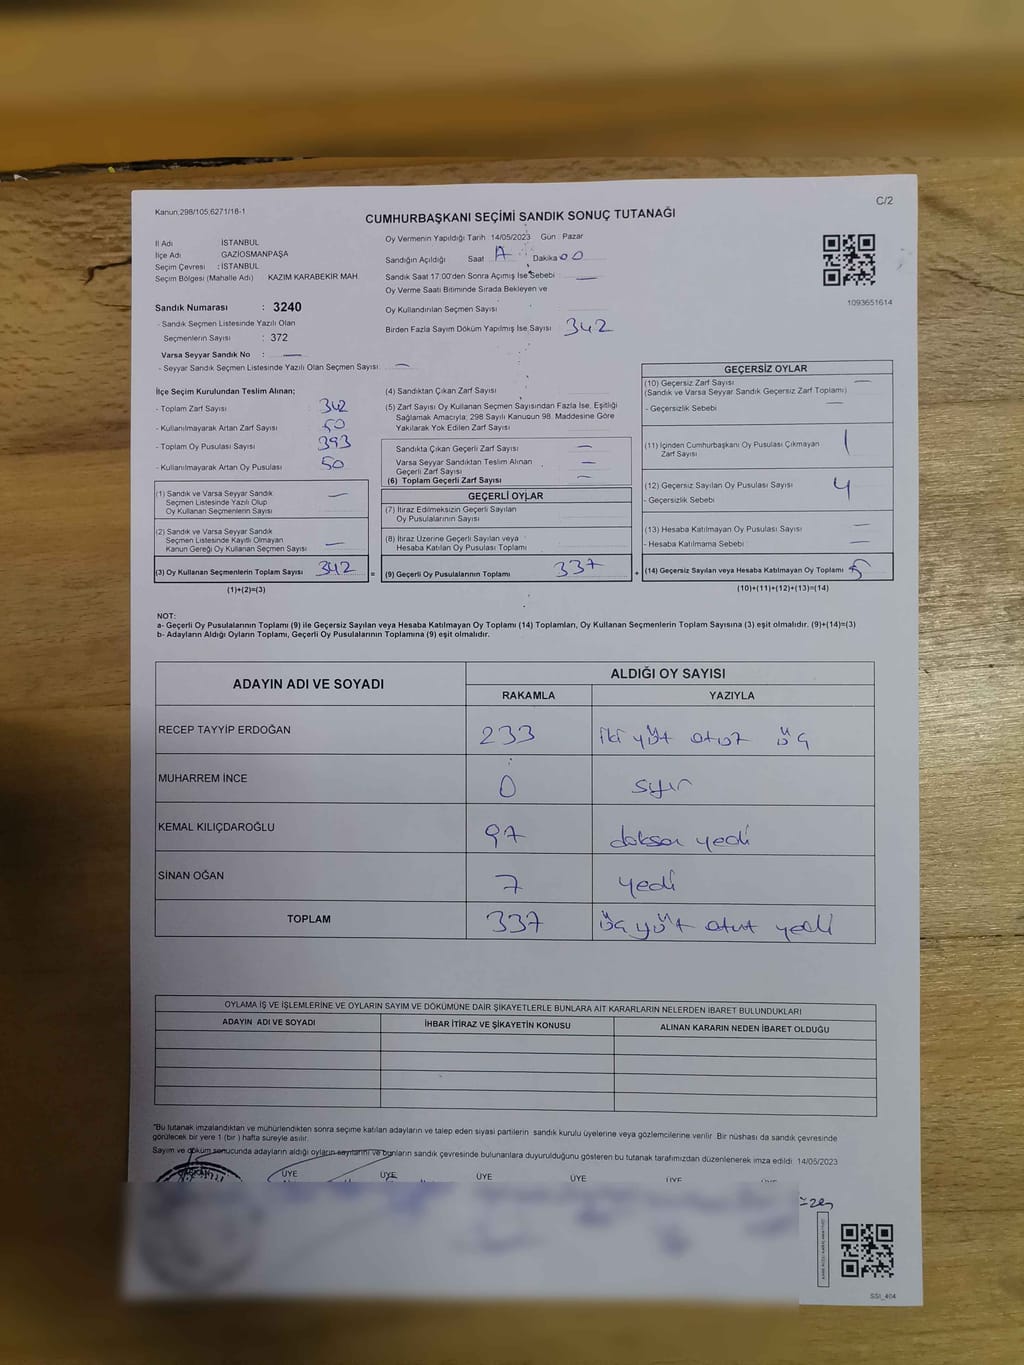 Kanun;298/105,6271/16-1
C/2
CUMHURBAŞKANI SEÇİMİ SANDIK SONUÇ TUTANAĞI
İl Adı İSTANBUL
İlçe Adı GAZİOSMANPAŞA
Seçim Çevresi : İSTANBUL
Seçim Bölgesi (Mahalle Adı) KAZIM KARABEKİR MAH.
Oy Vermenin Yapıldığı Tarih 14/05/2023 Gün Pazar
Sandığın Açıldığı Saat Dakika 00
Sandık Saat 17:00'den Sonra Açımış İse Sebebi —
Oy Verme Saati Bitiminde Sırada Bekleyen ve
Oy Kullandırılan Seçmen Sayısı
Birden Fazla Sayım Döküm Yapılmış İse Sayısı 342
1093651614
Sandık Numarası : 3240
- Sandık Seçmen Listesinde Yazılı Olan
Seçmenlerin Sayısı : 372
Varsa Seyyar Sandık No : —
- Seyyar Sandık Seçmen Listesinde Yazılı Olan Seçmen Sayısı: —
İlçe Seçim Kurulundan Teslim Alınan;
- Toplam Zarf Sayısı 342
- Kullanılmayarak Artan Zarf Sayısı 50
- Toplam Oy Pusulası Sayısı 393
- Kullanılmayarak Artan Oy Pusulası 50
(1) Sandık ve Varsa Seyyar Sandık
Seçmen Listesinde Yazılı Olup
Oy Kullanan Seçmenlerin Sayısı —
(2) Sandık ve Varsa Seyyar Sandık
Seçmen Listesinde Kayıtlı Olmayan
Kanun Gereği Oy Kullanan Seçmen Sayısı —
(3) Oy Kullanan Seçmenlerin Toplam Sayısı 342 =
(1)+(2)=(3)
(4) Sandıktan Çıkan Zarf Sayısı
(5) Zarf Sayısı Oy Kullanan Seçmen Sayısından Fazla İse, Eşitliği
Sağlamak Amacıyla; 298 Sayılı Kanunun 98. Maddesine Göre
Yakılarak Yok Edilen Zarf Sayısı
Sandıkta Çıkan Geçerli Zarf Sayısı —
Varsa Seyyar Sandıktan Teslim Alınan
Geçerli Zarf Sayısı —
(6) Toplam Geçerli Zarf Sayısı —
GEÇERLİ OYLAR
(7) İtiraz Edilmeksizin Geçerli Sayılan
Oy Pusulalarının Sayısı
(8) İtiraz Üzerine Geçerli Sayılan veya
Hesaba Katılan Oy Pusulası Toplamı
(9) Geçerli Oy Pusulalarının Toplamı 337 +
GEÇERSİZ OYLAR
(10) Geçersiz Zarf Sayısı —
(Sandık ve Varsa Seyyar Sandık Geçersiz Zarf Toplamı)
- Geçersizlik Sebebi —
(11) İçinden Cumhurbaşkanı Oy Pusulası Çıkmayan
Zarf Sayısı 1
(12) Geçersiz Sayılan Oy Pusulası Sayısı 4
- Geçersizlik Sebebi
(13) Hesaba Katılmayan Oy Pusulası Sayısı —
- Hesaba Katılmama Sebebi —
(14) Geçersiz Sayılan veya Hesaba Katılmayan Oy Toplamı 5
(10)+(11)+(12)+(13)=(14)
NOT:
a- Geçerli Oy Pusulalarının Toplamı (9) ile Geçersiz Sayılan veya Hesaba Katılmayan Oy Toplamı (14) Toplamları, Oy Kullanan Seçmenlerin Toplam Sayısına (3) eşit olmalıdır. (9)+(14)=(3)
b- Adayların Aldığı Oyların Toplamı, Geçerli Oy Pusulalarının Toplamına (9) eşit olmalıdır.
ADAYIN ADI VE SOYADI ALDIĞI OY SAYISI
RAKAMLA YAZIYLA
RECEP TAYYİP ERDOĞAN 233 iki yüz otuz üç
MUHARREM İNCE 0 sıfır
KEMAL KILIÇDAROĞLU 97 doksan yedi
SİNAN OĞAN 7 yedi
TOPLAM 337 üç yüz otuz yedi
OYLAMA İŞ VE İŞLEMLERİNE VE OYLARIN SAYIM VE DÖKÜMÜNE DAİR ŞİKAYETLERLE BUNLARA AİT KARARLARIN NELERDEN İBARET BULUNDUKLARI
ADAYIN ADI VE SOYADI İHBAR İTİRAZ VE ŞİKAYETİN KONUSU ALINAN KARARIN NEDEN İBARET OLDUĞU
"Bu tutanak imzalandıktan ve mühürlendikten sonra seçime katılan adayların ve talep eden siyasi partilerin sandık kurulu üyelerine veya gözlemcilerine verilir. Bir nüshası da sandık çevresinde
görülecek bir yere 1 (bir) hafta süreyle asılır.
Sayım ve döküm sonucunda adayların aldığı oyların sayılarını ve bunların sandık çevresinde bulunanlara duyurulduğunu gösteren bu tutanak tarafımızdan düzenlenerek imza edildi. 14/05/2023
BAŞKAN ÜYE ÜYE ÜYE ÜYE ÜYE
SSI_404